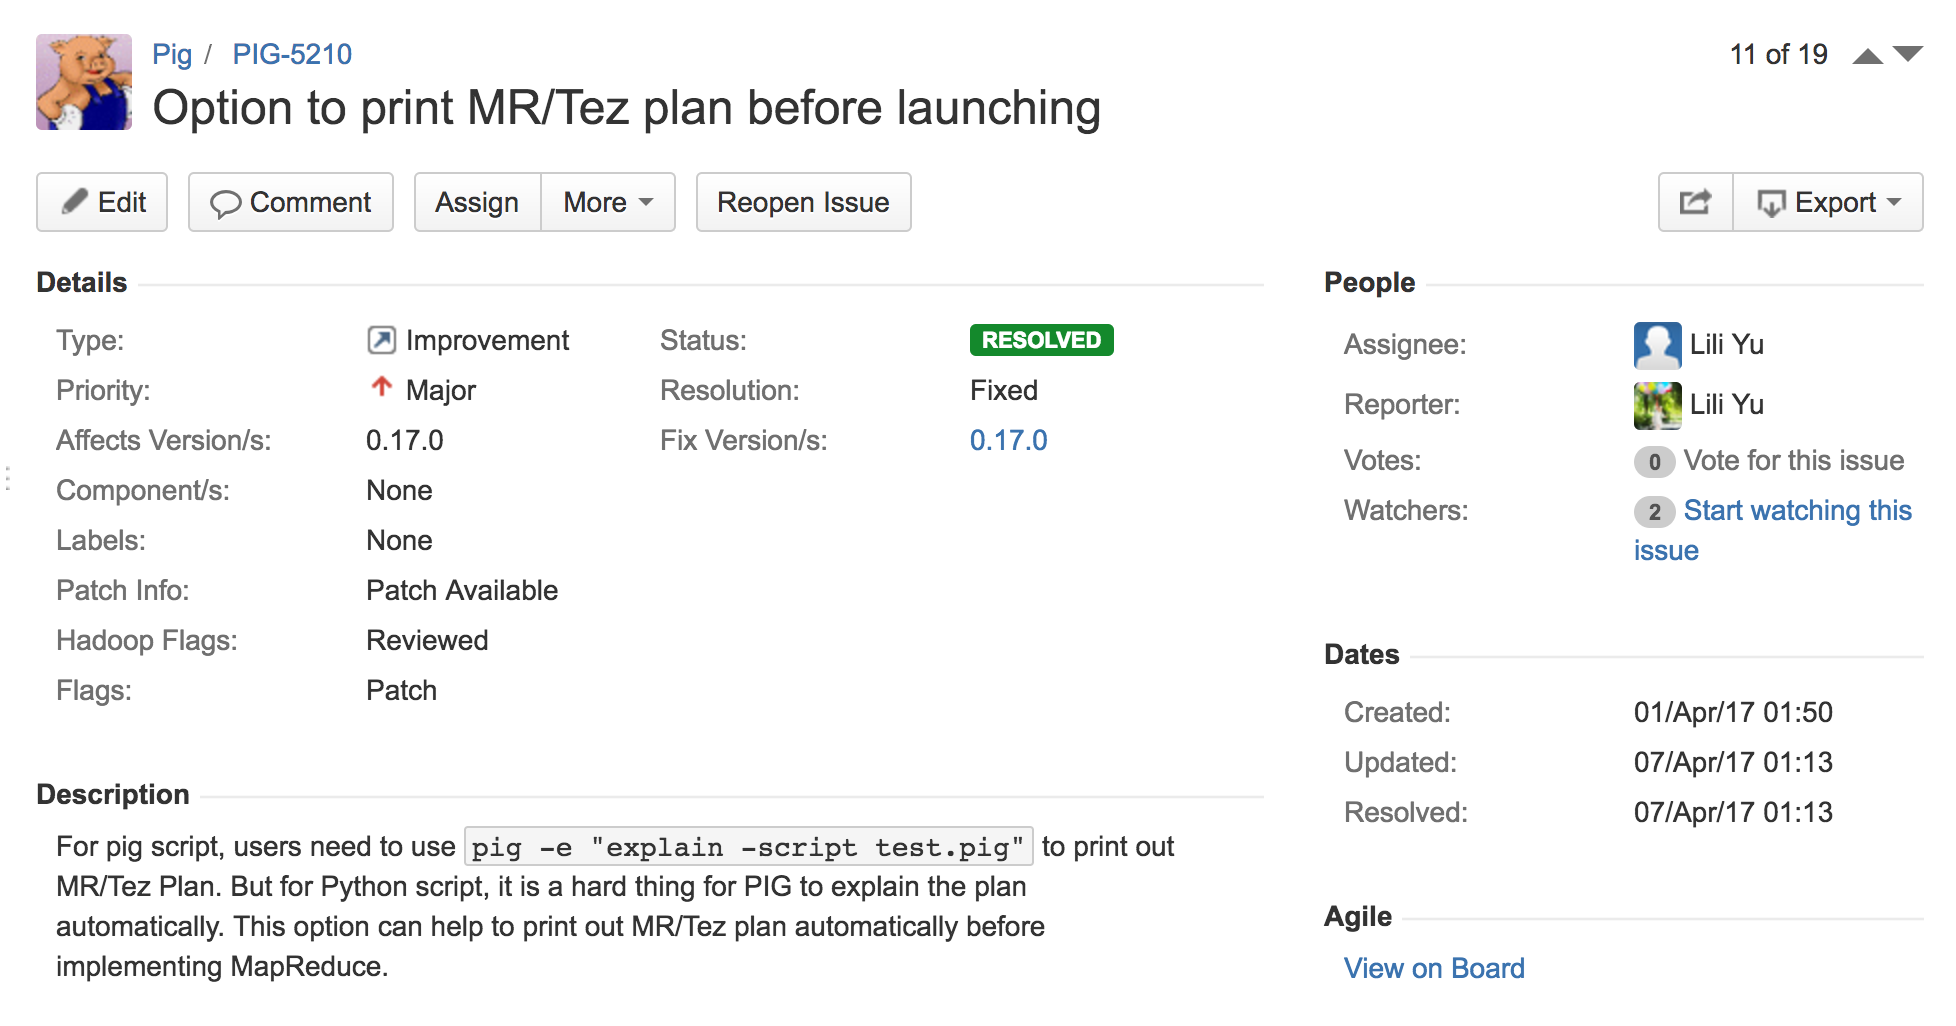 Pig / PIG-5210
11 of 19
Option to print MR/Tez plan before launching
Edit
Comment
Assign
More
Reopen Issue
Export
Details
Type: Improvement
Status: RESOLVED
Priority: Major
Resolution: Fixed
Affects Version/s: 0.17.0
Fix Version/s: 0.17.0
Component/s: None
Labels: None
Patch Info: Patch Available
Hadoop Flags: Reviewed
Flags: Patch
Description
For pig script, users need to use pig -e "explain -script test.pig" to print out
MR/Tez Plan. But for Python script, it is a hard thing for PIG to explain the plan
automatically. This option can help to print out MR/Tez plan automatically before
implementing MapReduce.
People
Assignee: Lili Yu
Reporter: Lili Yu
Votes: 0 Vote for this issue
Watchers: 2 Start watching this
issue
Dates
Created: 01/Apr/17 01:50
Updated: 07/Apr/17 01:13
Resolved: 07/Apr/17 01:13
Agile
View on Board